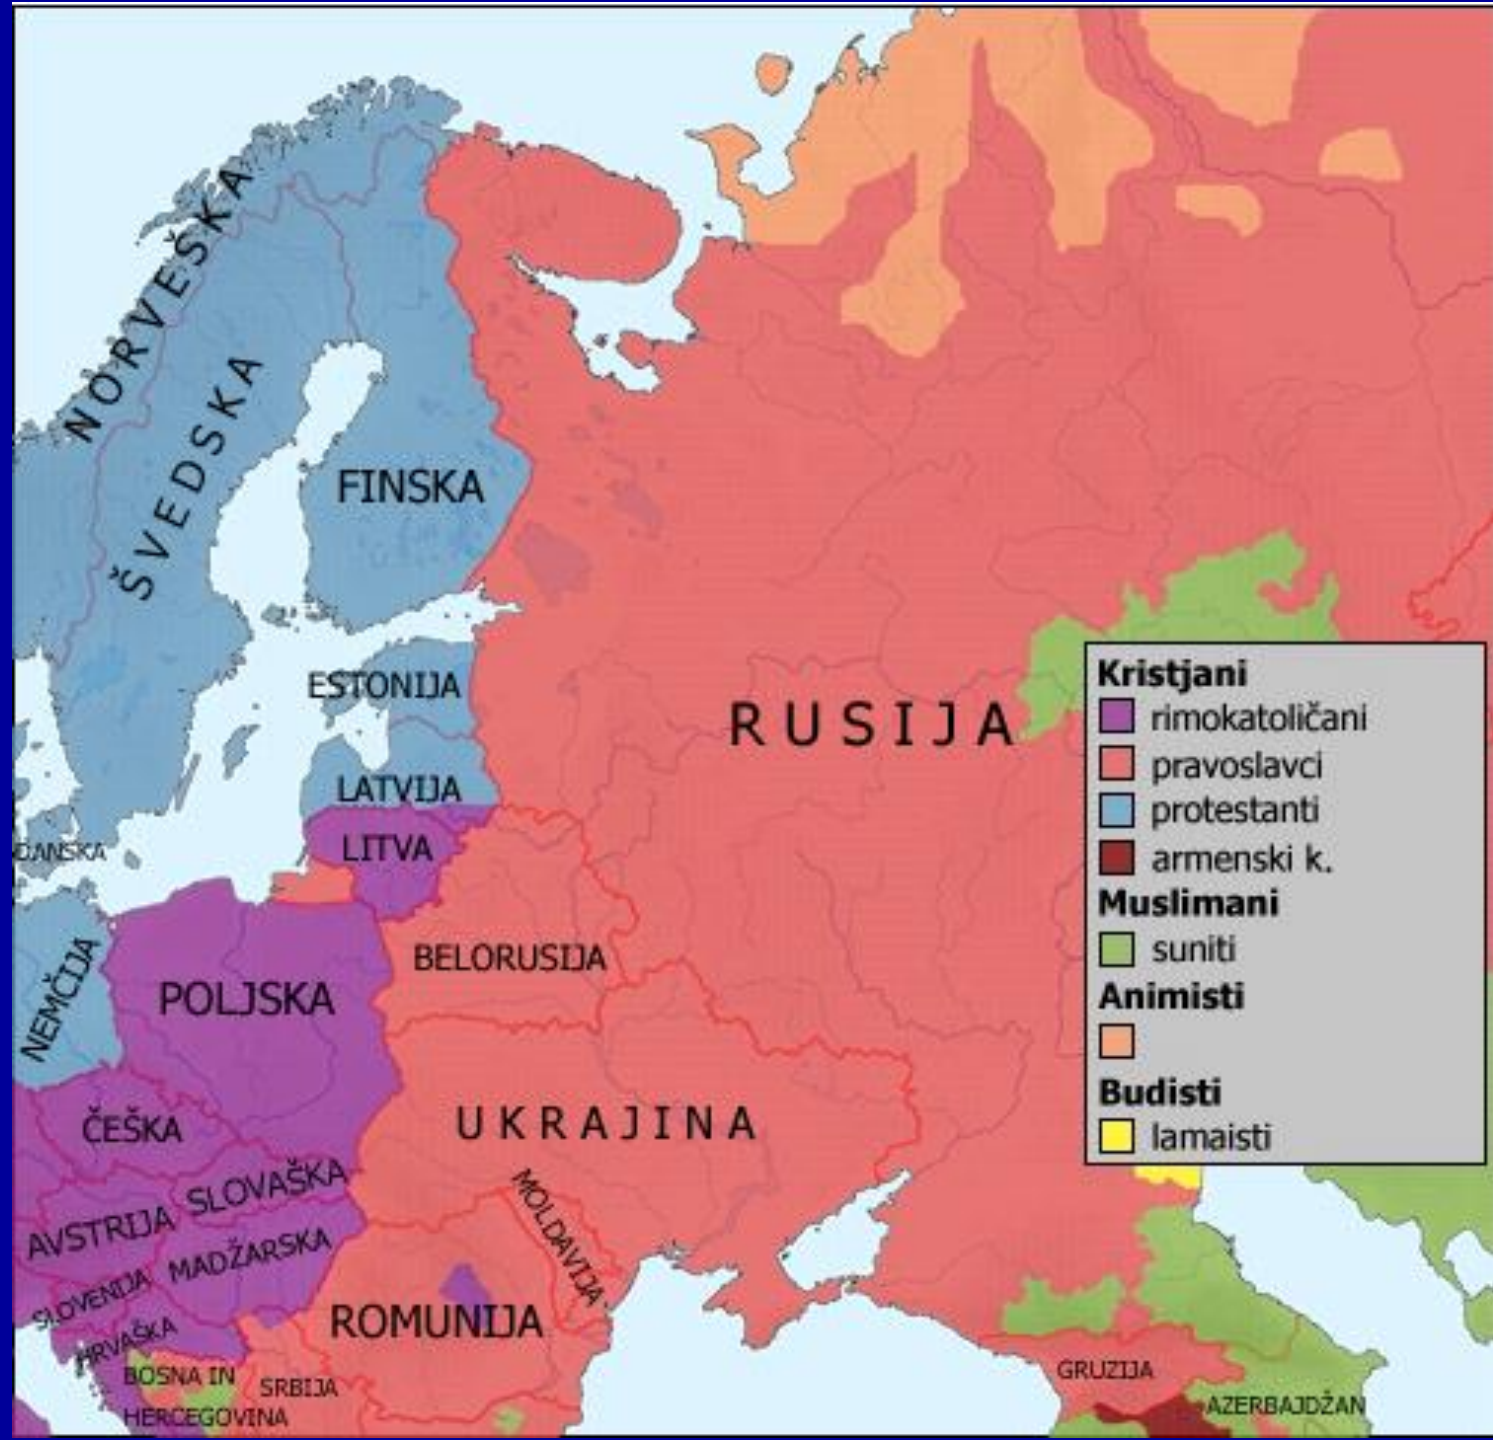 NORVEŠKA
ŠVEDSKA
FINSKA
ESTONIJA
RUSIJA
LATVIJA
LITVA
DANSKA
BELORUSIJA
NEMČIJA
POLJSKA
UKRAJINA
ČEŠKA
SLOVAŠKA
AVSTRIJA
MOLDAVIJA
MADŽARSKA
SLOVENIJA
ROMUNIJA
HRVAŠKA
BOSNA IN
HERCEGOVINA
SRBIJA
GRUZIJA
AZERBAJDŽAN
Kristjani
rimokatoličani
pravoslavci
protestanti
armenski k.
Muslimani
suniti
Animisti
Budisti
lamaisti